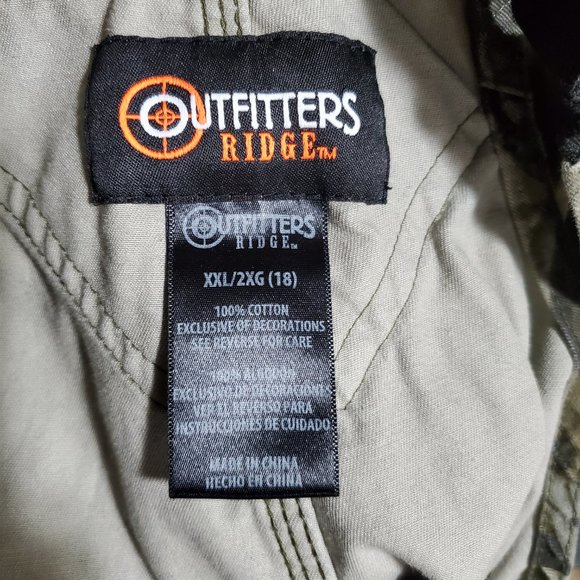 OUTFITTERS
RIDGE™
OUTFITTERS
RIDGE™
XXL/2XG (18)
100% COTTON
EXCLUSIVE OF DECORATIONS
SEE REVERSE FOR CARE
100% ALGODÓN
EXCLUSIVO DE DECORACIONES
VER EL REVERSO PARA
INSTRUCCIONES DE CUIDADO
MADE IN CHINA
HECHO EN CHINA